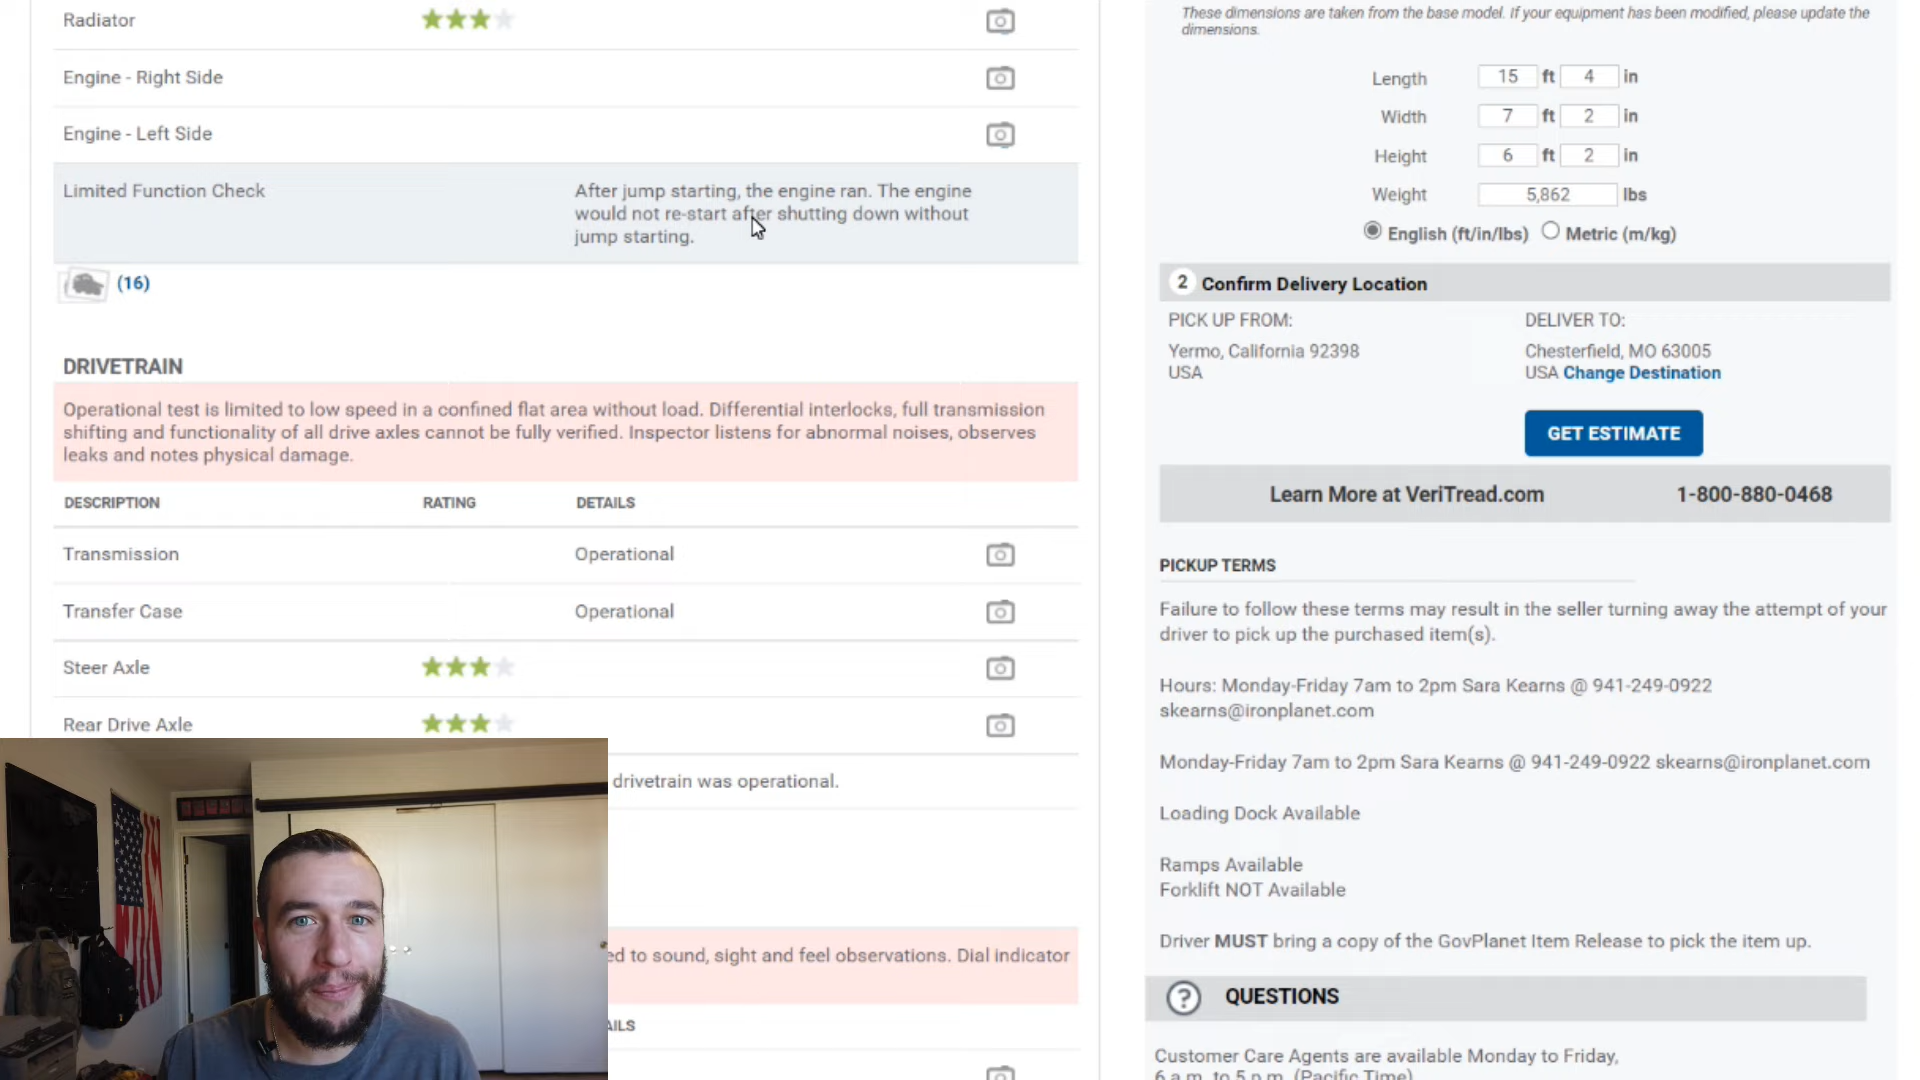 Radiator
Engine - Right Side
Engine - Left Side
Limited Function Check
After jump starting, the engine ran. The engine
would not re-start after shutting down without
jump starting.
(16)
DRIVETRAIN
Operational test is limited to low speed in a confined flat area without load. Differential interlocks, full transmission
shifting and functionality of all drive axles cannot be fully verified. Inspector listens for abnormal noises, observes
leaks and notes physical damage.
DESCRIPTION RATING DETAILS
Transmission Operational
Transfer Case Operational
Steer Axle
Rear Drive Axle
drivetrain was operational.
ed to sound, sight and feel observations. Dial indicator
AILS
These dimensions are taken from the base model. If your equipment has been modified, please update the
dimensions.
Length 15 ft 4 in
Width 7 ft 2 in
Height 6 ft 2 in
Weight 5,862 lbs
English (ft/in/lbs) Metric (m/kg)
2 Confirm Delivery Location
PICK UP FROM: DELIVER TO:
Yermo, California 92398 Chesterfield, MO 63005
USA USA Change Destination
GET ESTIMATE
Learn More at VeriTread.com 1-800-880-0468
PICKUP TERMS
Failure to follow these terms may result in the seller turning away the attempt of your
driver to pick up the purchased item(s).
Hours: Monday-Friday 7am to 2pm Sara Kearns @ 941-249-0922
skearns@ironplanet.com
Monday-Friday 7am to 2pm Sara Kearns @ 941-249-0922 skearns@ironplanet.com
Loading Dock Available
Ramps Available
Forklift NOT Available
Driver MUST bring a copy of the GovPlanet Item Release to pick the item up.
? QUESTIONS
Customer Care Agents are available Monday to Friday,
6 a.m. to 5 p.m. (Pacific Time)